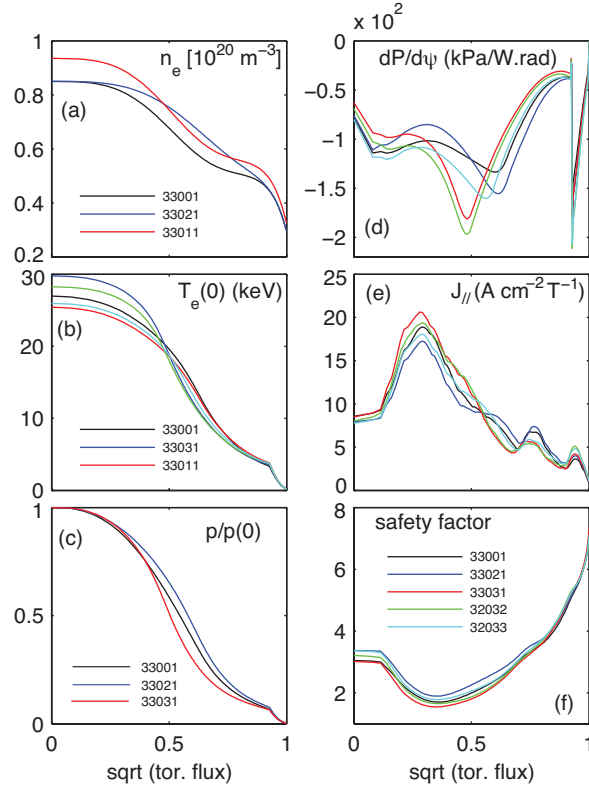 n_e [10^20 m^−3]
(a)
33001
33021
33011
1
0.8
0.6
0.4
0.2
T_e(0) (keV)
(b)
33001
33031
33011
30
20
10
0
p/p(0)
(c)
33001
33021
33031
1
0.5
0
0 0.5 1
sqrt (tor. flux)
x 10^2
dP/dψ (kPa/W.rad)
(d)
−0
−0.5
−1
−1.5
−2
(e)
J_//(A cm^−2 T^−1)
25
20
15
10
5
0
safety factor
33001
33021
33031
32032
32033
(f)
8
6
4
2
0 0.5 1
sqrt (tor. flux)